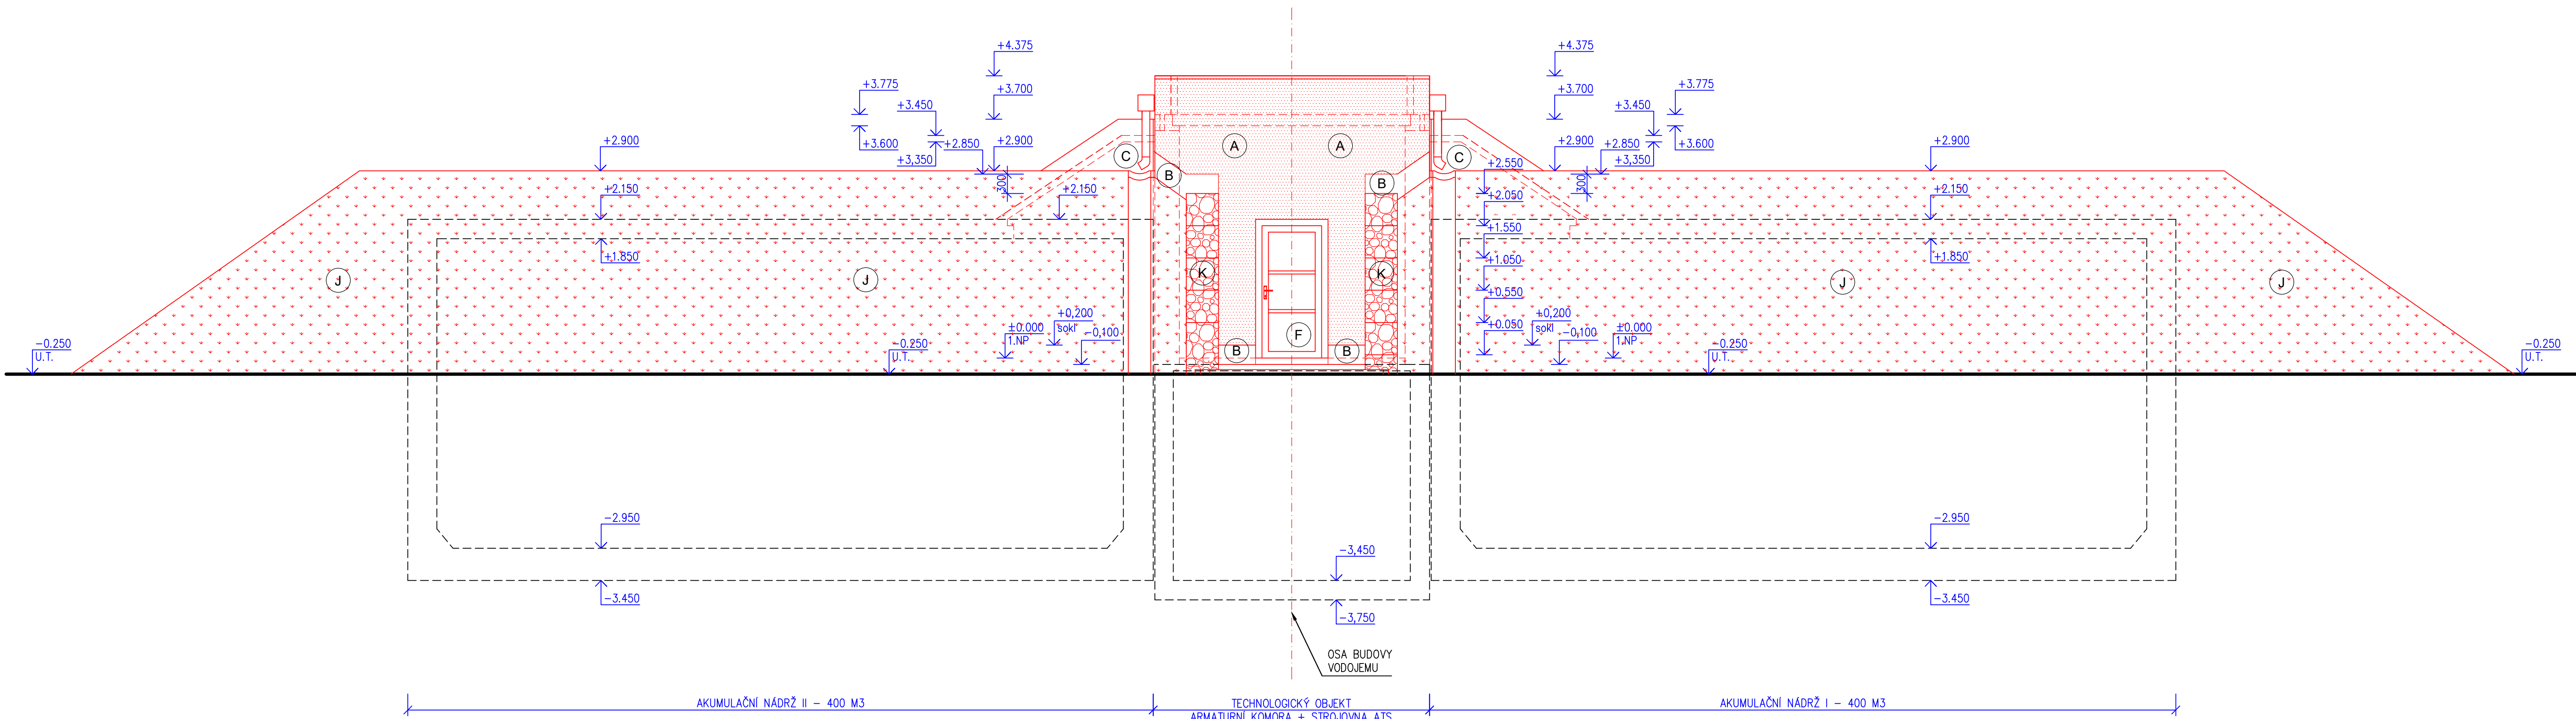 +4.375
+4.375
+3.775
+3.700
+3.700
+3.775
+3.450
+3.450
+2.900
+3.600
+2.850
+2.900
+2.900
+2.850
+3.600
+2.900
A
A
C
C
+3,350
+3,350
+2.550
B
B
300
300
+2.150
+2.150
+2.050
+2.150
+1.550
+1.850
+1.050
+1.850
J
J
K
K
J
J
+0.550
±0.000
1.NP
+0,200
sokl
-0,100
F
+0.050
+0,200
sokl
-0,100
±0.000
1.NP
-0.250
U.T.
-0.250
U.T.
B
B
-0.250
U.T.
-0.250
U.T.
-2.950
-2.950
-3,450
-3.450
-3.450
-3,750
OSA BUDOVY
VODOJEMU
AKUMULAČNÍ NÁDRŽ II - 400 M3
TECHNOLOGICKÝ OBJEKT
AKUMULAČNÍ NÁDRŽ I - 400 M3
ARMATURNÍ KOMORA + STROJOVNA ATS